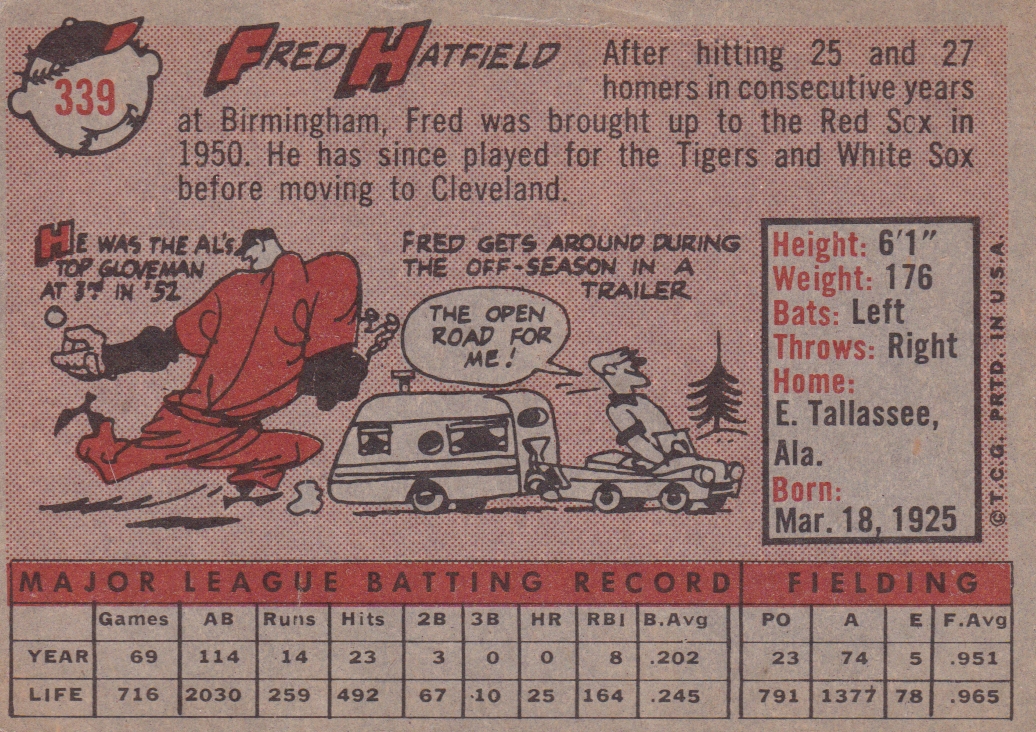 339
FRED HATFIELD
After hitting 25 and 27
homers in consecutive years
at Birmingham, Fred was brought up to the Red Sox in
1950. He has since played for the Tigers and White Sox
before moving to Cleveland.
HE WAS THE AL's
TOP GLOVEMAN
AT 3rd IN '52
FRED GETS AROUND DURING
THE OFF-SEASON IN A
TRAILER
THE OPEN
ROAD FOR
ME!
Height: 6'1"
Weight: 176
Bats: Left
Throws: Right
Home:
E. Tallassee,
Ala.
Born:
Mar. 18, 1925
© T.C.G. PRTD. IN U.S.A.
MAJOR LEAGUE BATTING RECORD FIELDING
Games AB Runs Hits 2B 3B HR RBI B.Avg PO A E F.Avg
YEAR 69 114 14 23 3 0 0 8 .202 23 74 5 .951
LIFE 716 2030 259 492 67 10 25 164 .245 791 1377 78 .965